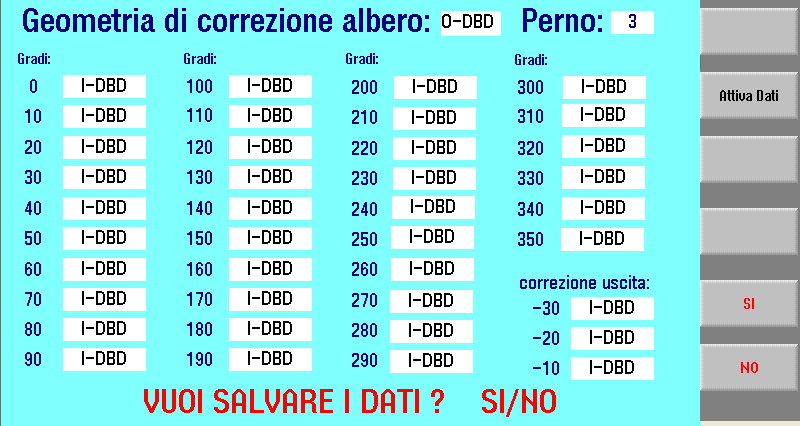 Geometria di correzione albero: O-DBD Perno: 3
Gradi: Gradi: Gradi: Gradi:
0 I-DBD 100 I-DBD 200 I-DBD 300 I-DBD
10 I-DBD 110 I-DBD 210 I-DBD 310 I-DBD Attiva Dati
20 I-DBD 120 I-DBD 220 I-DBD 320 I-DBD
30 I-DBD 130 I-DBD 230 I-DBD 330 I-DBD
40 I-DBD 140 I-DBD 240 I-DBD 340 I-DBD
50 I-DBD 150 I-DBD 250 I-DBD 350 I-DBD
60 I-DBD 160 I-DBD 260 I-DBD
correzione uscita:
70 I-DBD 170 I-DBD 270 I-DBD -30 I-DBD SI
80 I-DBD 180 I-DBD 280 I-DBD -20 I-DBD
90 I-DBD 190 I-DBD 290 I-DBD -10 I-DBD NO
VUOI SALVARE I DATI ? SI/NO